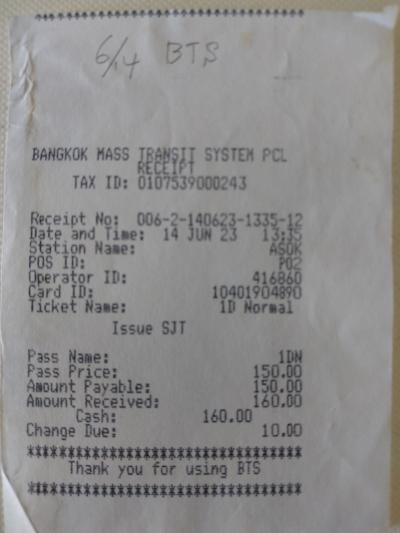 6/14 BTS
BANGKOK MASS TRANSIT SYSTEM PCL
RECEIPT
TAX ID: 0107539000243
Receipt No: 006-2-140623-1335-12
Date and Time: 14 JUN 23 13:35
Station Name: ASOK
POS ID: P02
Operator ID: 416860
Card ID: 10401904890
Ticket Name: 1D Normal
Issue SJT
Pass Name: 1DN
Pass Price: 150.00
Amount Payable: 150.00
Amount Received: 160.00
Cash: 160.00
Change Due: 10.00
Thank you for using BTS